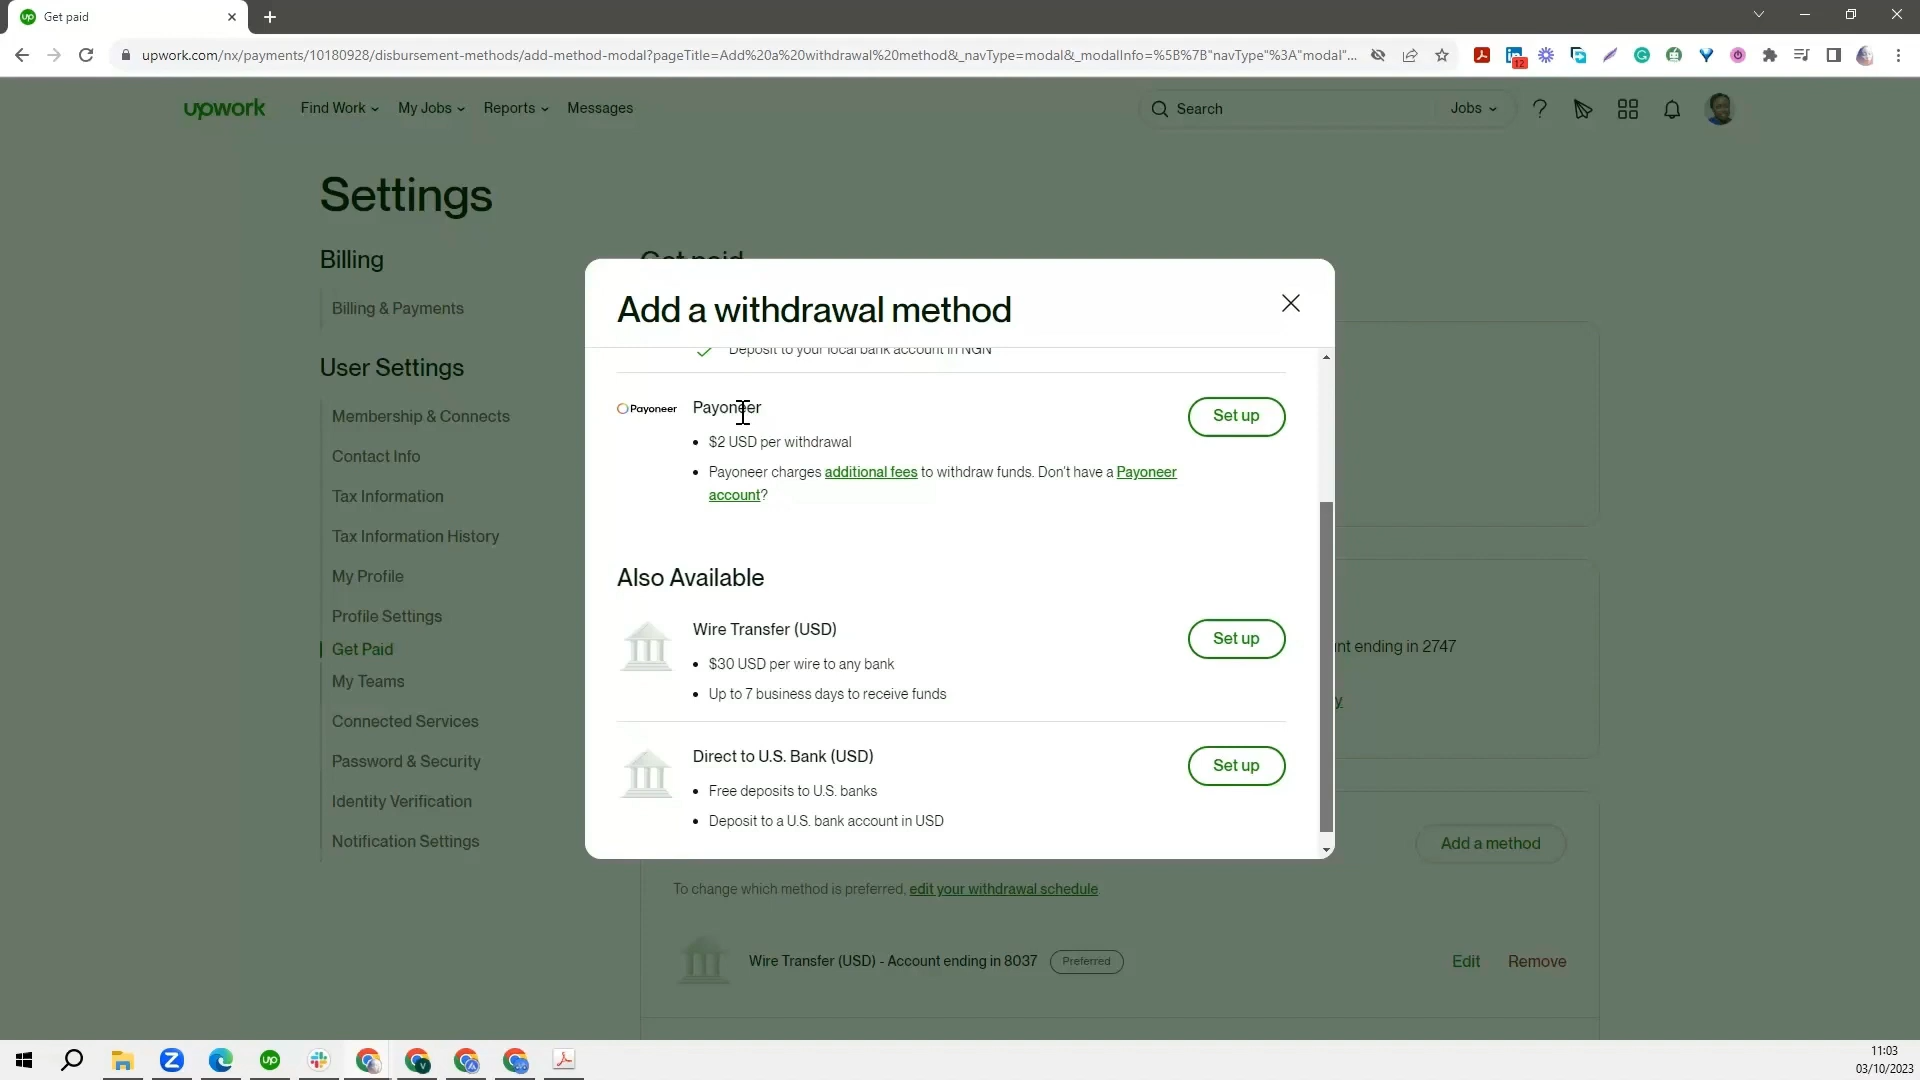 Get paid
upwork.com/nx/payments/10180928/disbursement-methods/add-method-modal?pageTitle=Add%20a%20withdrawal%20method&_navType=modal&_modalInfo=%5B%7B"navType"%3A"modal"...
12
upwork
Find Work
My Jobs
Reports
Messages
Search
Jobs
Settings
Billing
Billing & Payments
User Settings
Membership & Connects
Contact Info
Tax Information
Tax Information History
My Profile
Profile Settings
Get Paid
My Teams
Connected Services
Password & Security
Identity Verification
Notification Settings
Get paid
Add a withdrawal method
Deposit to your local bank account in NGN
Payoneer
Payoneer
Set up
• $2 USD per withdrawal
• Payoneer charges additional fees to withdraw funds. Don't have a Payoneer
account?
Also Available
Wire Transfer (USD)
Set up
• $30 USD per wire to any bank
• Up to 7 business days to receive funds
Direct to U.S. Bank (USD)
Set up
• Free deposits to U.S. banks
• Deposit to a U.S. bank account in USD
ending in 2747
Add a method
To change which method is preferred, edit your withdrawal schedule
Wire Transfer (USD) - Account ending in 8037
Preferred
Edit
Remove
11:03
03/10/2023